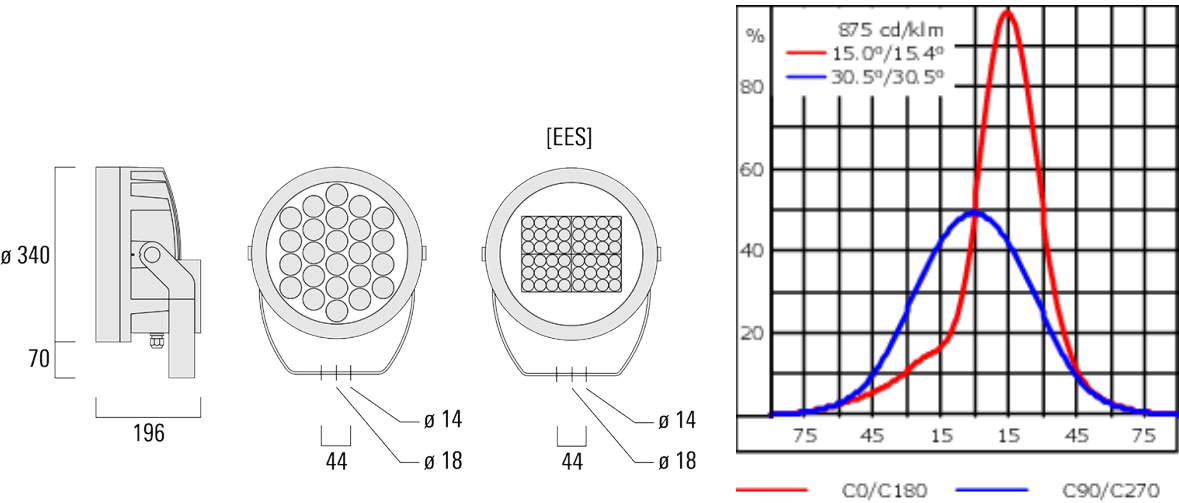 ø 340
70
196
ø 14
44
ø 18
[EES]
ø 14
44
ø 18
%
875 cd/klm
15.0º/15.4º
30.5º/30.5º
80
60
40
20
75 45 15 15 45 75
C0/C180 C90/C270